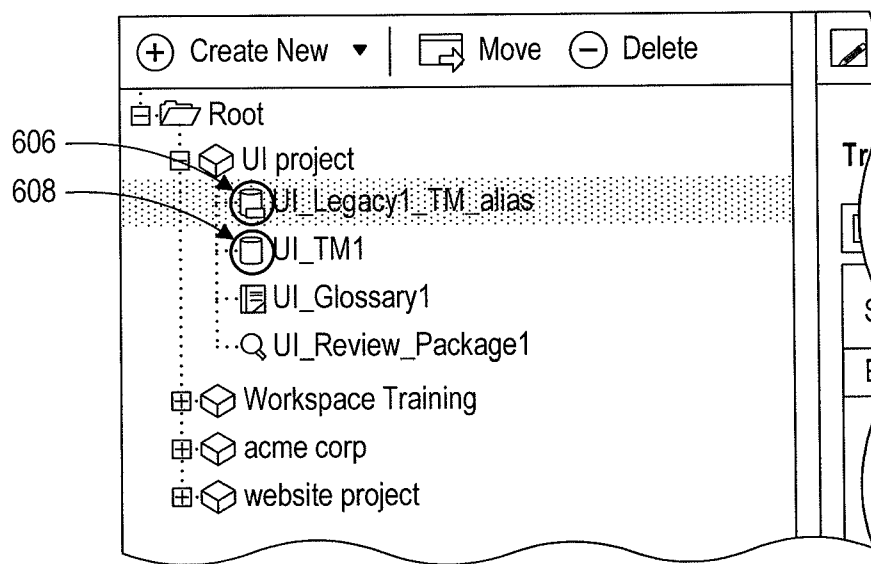 Create New Move Delete
Root
606
UI project
Tr
608
UI_Legacy1_TM_alias
UI_TM1
UI_Glossary1
S
UI_Review_Package1
E
Workspace Training
acme corp
website project